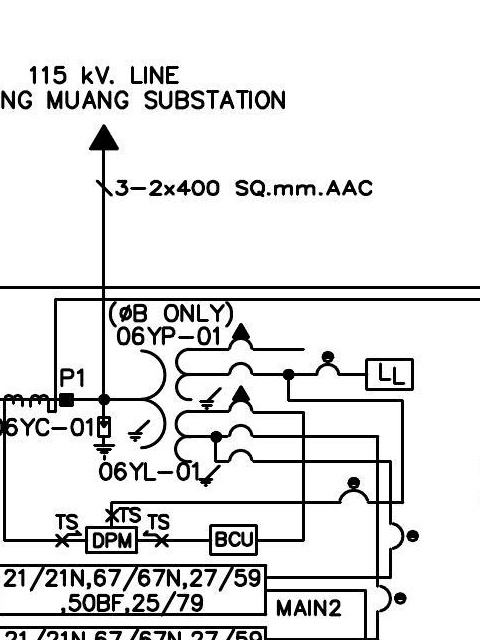 115 kV. LINE
NG MUANG SUBSTATION
3-2x400 SQ.mm.AAC
(ØB ONLY)
06YP-01
P1
LL
06YC-01
06YL-01
TS
TS
TS
DPM
BCU
21/21N,67/67N,27/59
,50BF,25/79
MAIN2
21/21N,67/67N,27/59